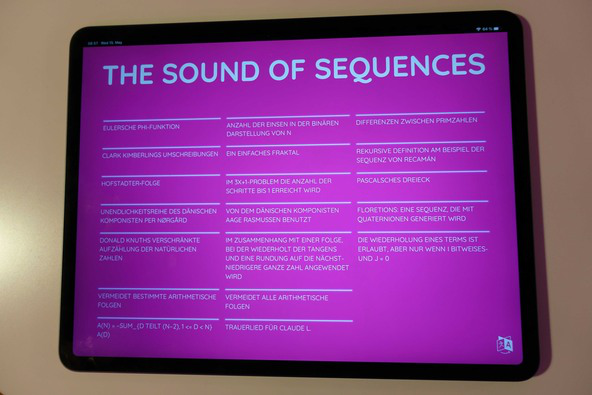 THE SOUND OF SEQUENCES
EULERSCHE PHI-FUNKTION
ANZAHL DER EINSEN IN DER BINÄREN
DARSTELLUNG VON N
DIFFERENZEN ZWISCHEN PRIMZAHLEN
CLARK KIMBERLINGS UMSCHREIBUNGEN
EIN EINFACHES FRAKTAL
REKURSIVE DEFINITION AM BEISPIEL DER
SEQUENZ VON RECAMÁN
HOFSTADTER-FOLGE
IM 3X+1-PROBLEM DIE ANZAHL DER
SCHRITTE BIS 1 ERREICHT WIRD
PASCALSCHES DREIECK
UNENDLICHKEITSREIHE DES DÄNISCHEN
KOMPONISTEN PER NØRGÅRD
VON DEM DÄNISCHEN KOMPONISTEN
AAGE RASMUSSEN BENUTZT
FLORETIONS: EINE SEQUENZ, DIE MIT
QUATERNIONEN GENERIERT WIRD
DONALD KNUTHS VERSCHRÄNKTE
AUFZÄHLUNG DER NATÜRLICHEN
ZAHLEN
IM ZUSAMMENHANG MIT EINER FOLGE,
BEI DER WIEDERHOLT DER TANGENS
UND EINE RUNDUNG AUF DIE NÄCHST-
NIEDRIGERE GANZE ZAHL ANGEWENDET
WIRD
DIE WIEDERHOLUNG EINES TERMS IST
ERLAUBT, ABER NUR WENN I BITWEISES-
UND J = 0
VERMEIDET BESTIMMTE ARITHMETISCHE
FOLGEN
VERMEIDET ALLE ARITHMETISCHE
FOLGEN
A(N) = -SUM_{D TEILT (N-2), 1 <= D < N}
A(D)
TRAUERLIED FÜR CLAUDE L.
A